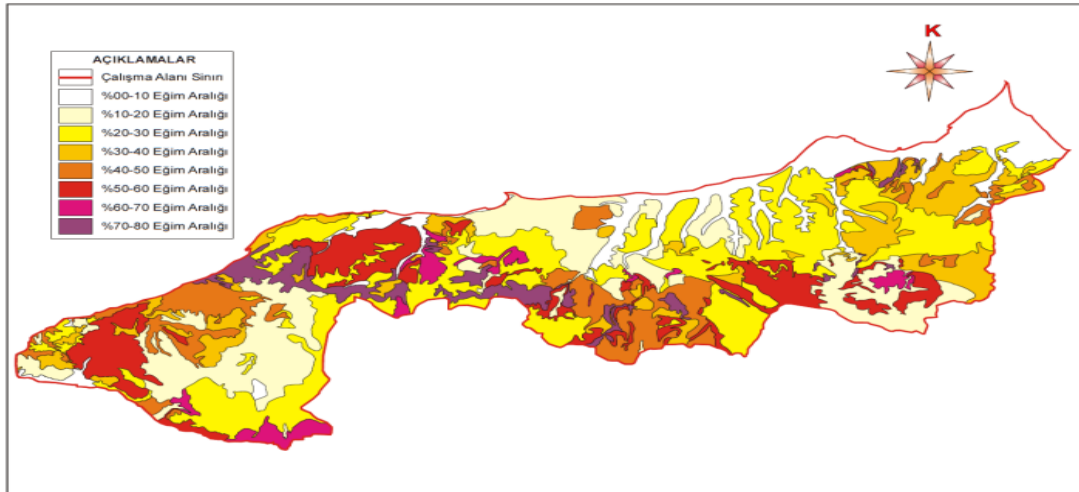 K
AÇIKLAMALAR
Çalışma Alanı Sınırı
%00-10 Eğim Aralığı
%10-20 Eğim Aralığı
%20-30 Eğim Aralığı
%30-40 Eğim Aralığı
%40-50 Eğim Aralığı
%50-60 Eğim Aralığı
%60-70 Eğim Aralığı
%70-80 Eğim Aralığı